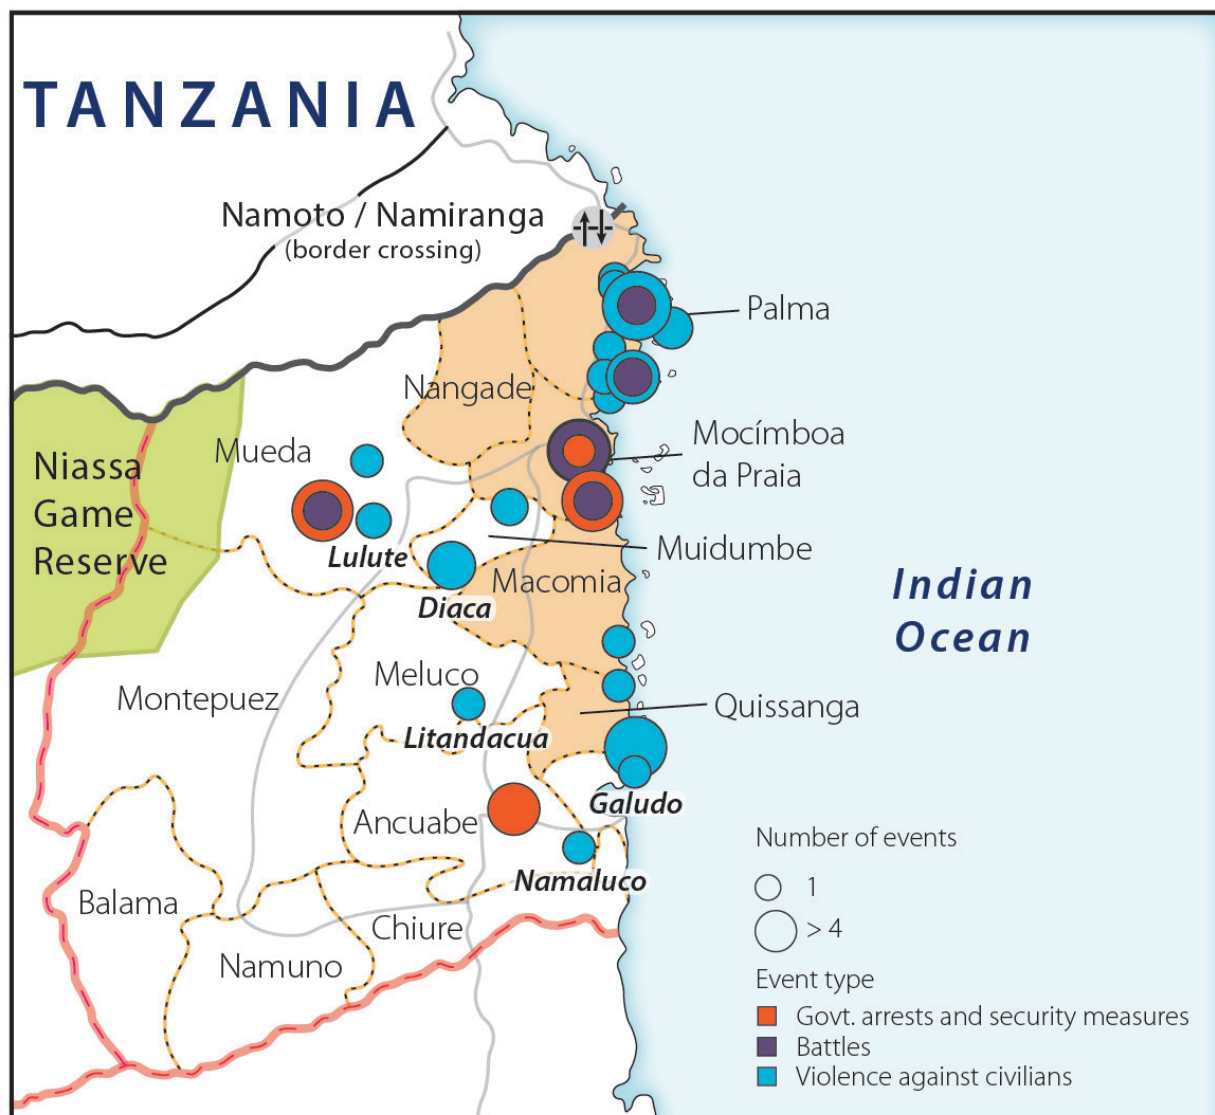 TANZANIA
Namoto / Namiranga
(border crossing)
Palma
Nangade
Mueda
Mocímboa
da Praia
Niassa
Game
Reserve
Lulute
Muidumbe
Macomia
Diaca
Indian
Ocean
Meluco
Montepuez
Quissanga
Litandacua
Galudo
Ancuabe
Number of events
Namaluco
1
Balama
Chiure
> 4
Namuno
Event type
Govt. arrests and security measures
Battles
Violence against civilians